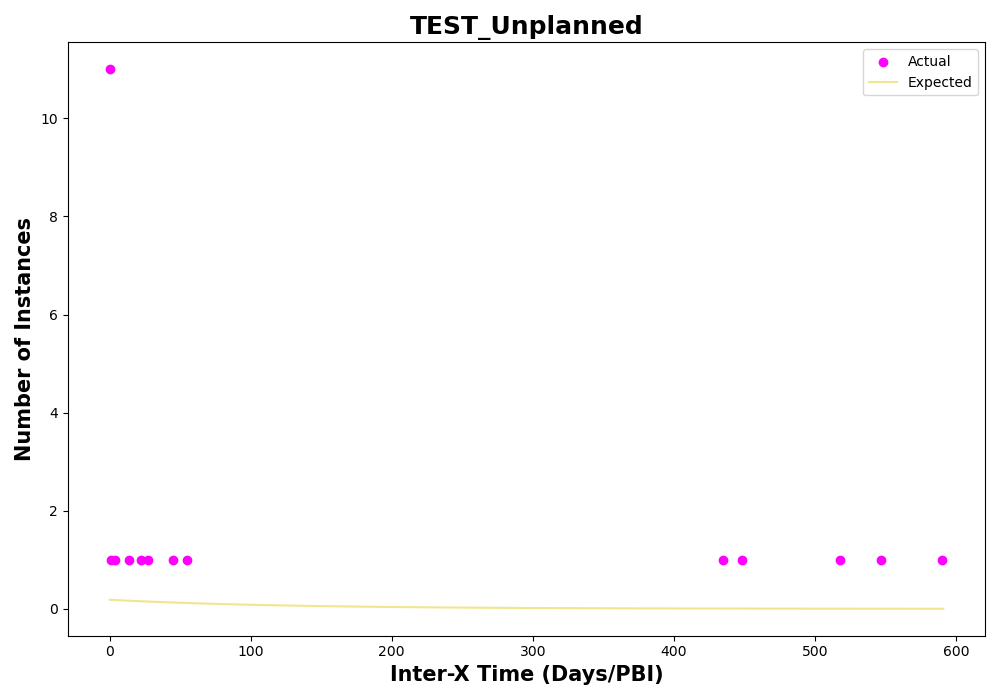 TEST_Unplanned
Actual
Expected
Number of Instances
10
8
6
4
2
0
0 100 200 300 400 500 600
Inter-X Time (Days/PBI)